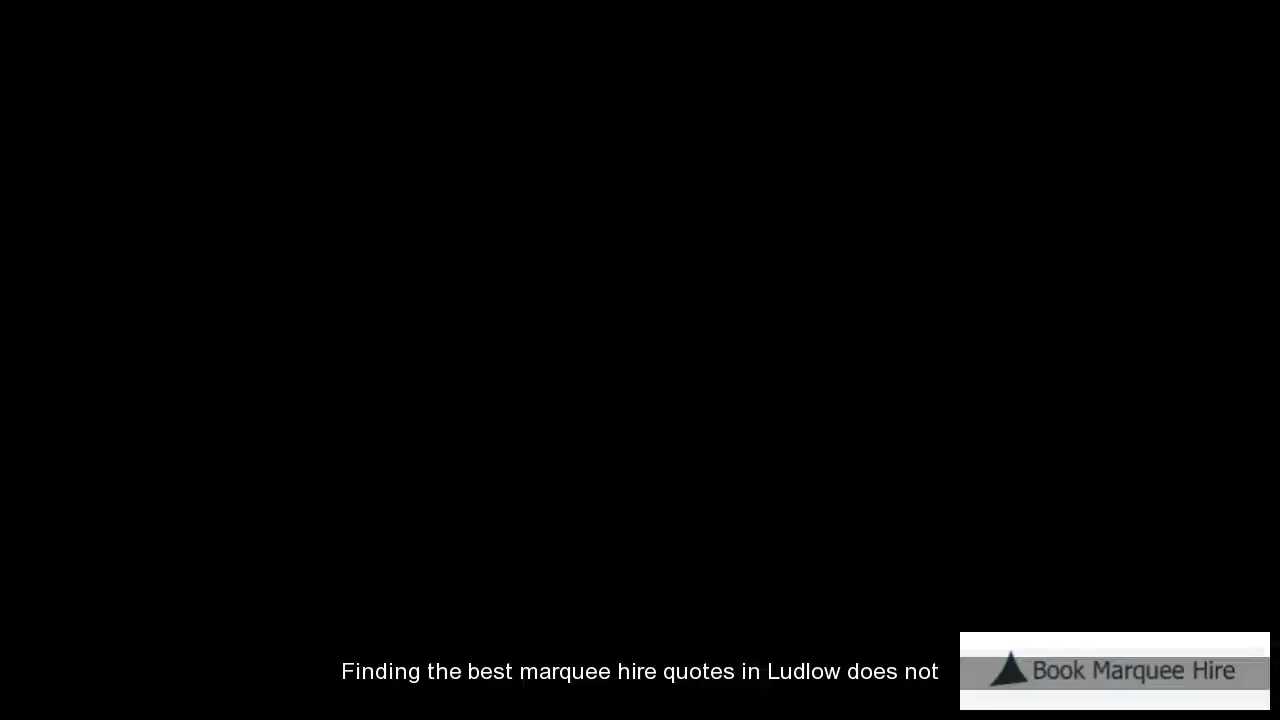 Finding the best marquee hire quotes in Ludlow does not
Book Marquee Hire